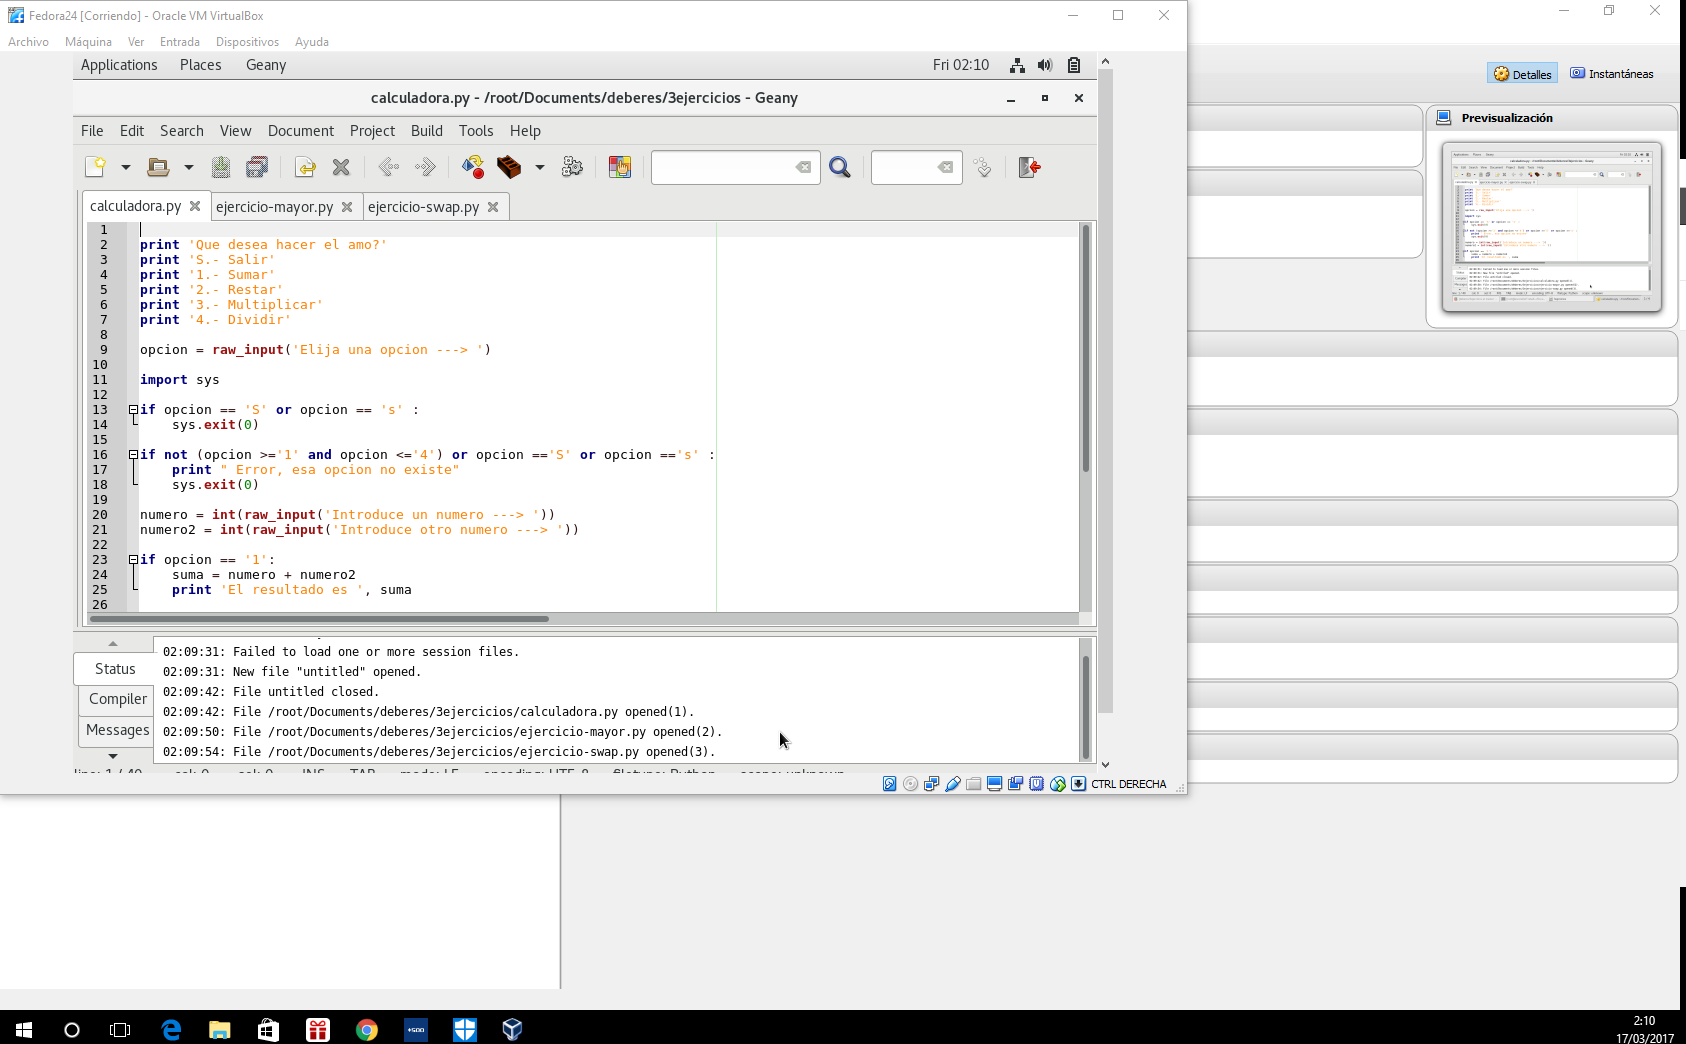 Fedora24 [Corriendo] - Oracle VM VirtualBox
Archivo Máquina Ver Entrada Dispositivos Ayuda
Applications Places Geany Fri 02:10
calculadora.py - /root/Documents/deberes/3ejercicios - Geany
File Edit Search View Document Project Build Tools Help
calculadora.py ejercicio-mayor.py ejercicio-swap.py
1
2 print 'Que desea hacer el amo?'
3 print 'S.- Salir'
4 print '1.- Sumar'
5 print '2.- Restar'
6 print '3.- Multiplicar'
7 print '4.- Dividir'
8
9 opcion = raw_input('Elija una opcion ---> ')
10
11 import sys
12
13 if opcion == 'S' or opcion == 's' :
14 sys.exit(0)
15
16 if not (opcion >='1' and opcion <='4') or opcion =='S' or opcion =='s' :
17 print " Error, esa opcion no existe"
18 sys.exit(0)
19
20 numero = int(raw_input('Introduce un numero ---> '))
21 numero2 = int(raw_input('Introduce otro numero ---> '))
22
23 if opcion == '1':
24 suma = numero + numero2
25 print 'El resultado es ', suma
26
Status
Compiler
Messages
02:09:31: Failed to load one or more session files.
02:09:31: New file "untitled" opened.
02:09:42: File untitled closed.
02:09:42: File /root/Documents/deberes/3ejercicios/calculadora.py opened(1).
02:09:50: File /root/Documents/deberes/3ejercicios/ejercicio-mayor.py opened(2).
02:09:54: File /root/Documents/deberes/3ejercicios/ejercicio-swap.py opened(3).
CTRL DERECHA
Detalles Instantáneas
Previsualización
+500
2:10
17/03/2017